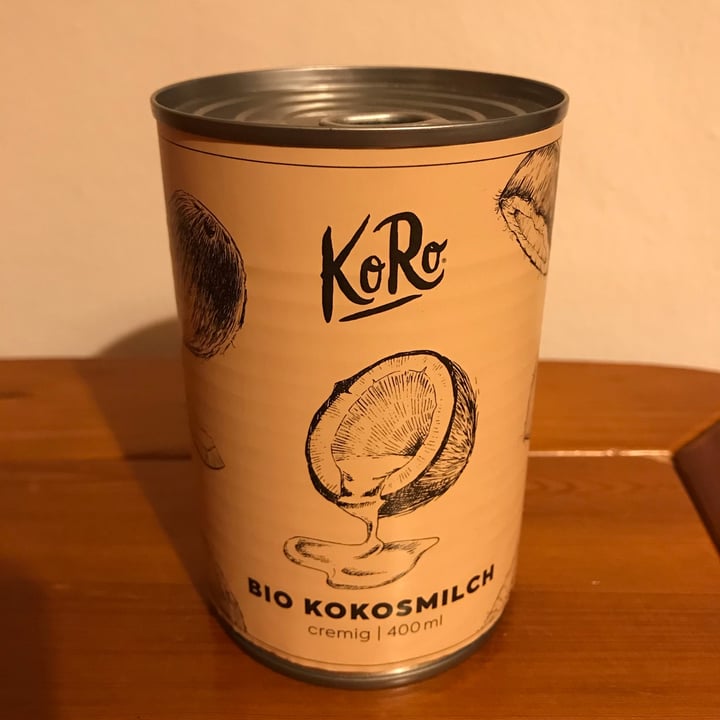 KoRo
BIO KOKOSMILCH
cremig | 400 ml